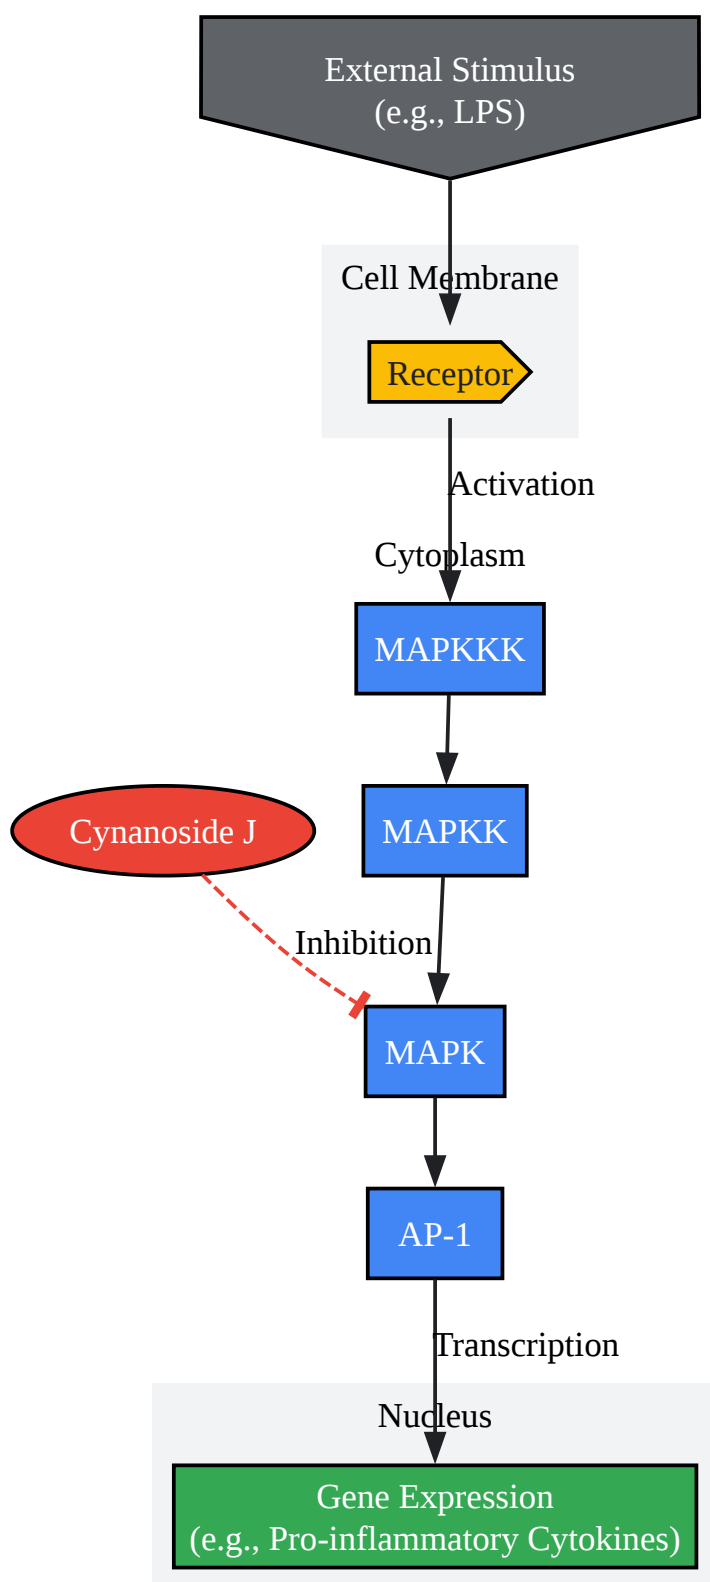 External Stimulus
(e.g., LPS)
Cell Membrane
Receptor
Activation
Cytoplasm
MAPKKK
Cynanoside J
MAPKK
Inhibition
MAPK
AP-1
Transcription
Nucleus
Gene Expression
(e.g., Pro-inflammatory Cytokines)